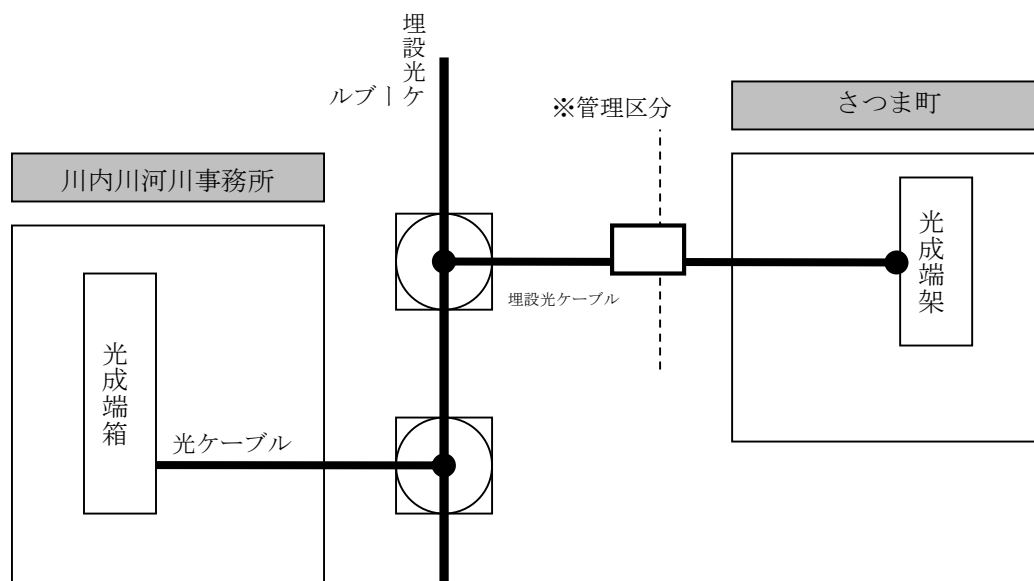 埋設光ケ
ーブル
※管理区分
さつま町
川内川河川事務所
光成端架
埋設光ケーブル
光成端箱
光ケーブル